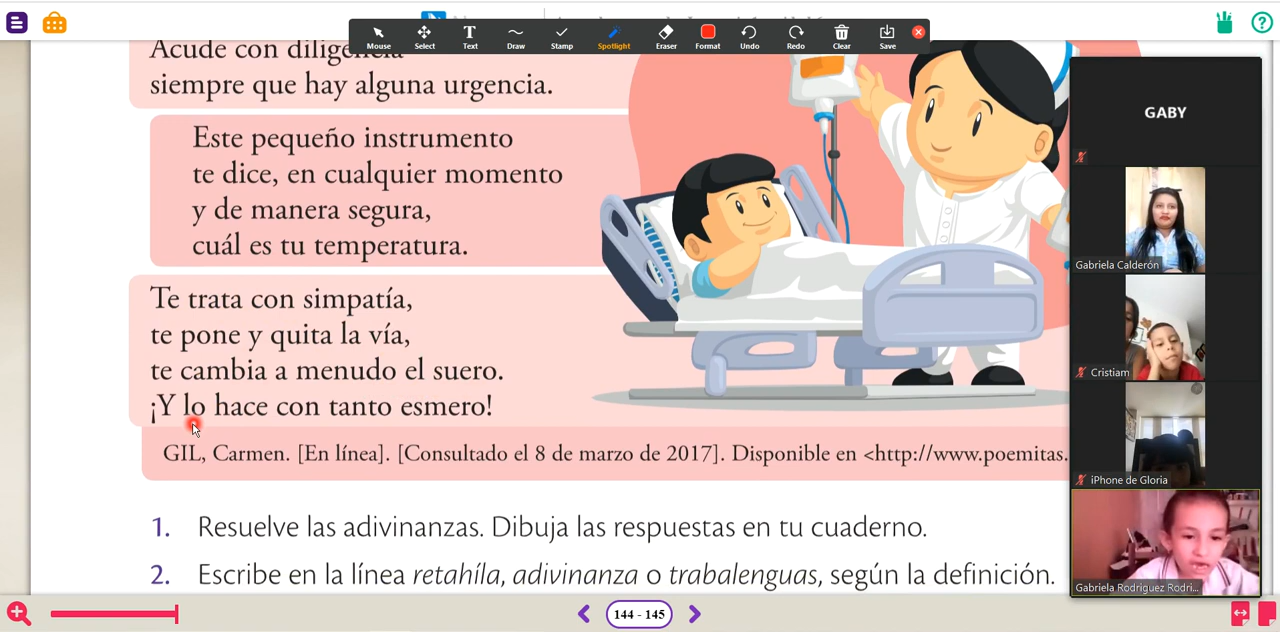 Mouse
Select
Text
Draw
Stamp
Spotlight
Eraser
Format
Undo
Redo
Clear
Save
Acude con diligencia
siempre que hay alguna urgencia.
Este pequeño instrumento
te dice, en cualquier momento
y de manera segura,
cuál es tu temperatura.
Te trata con simpatía,
te pone y quita la vía,
te cambia a menudo el suero.
¡Y lo hace con tanto esmero!
GIL, Carmen. [En línea]. [Consultado el 8 de marzo de 2017]. Disponible en <http://www.poemitas.
1. Resuelve las adivinanzas. Dibuja las respuestas en tu cuaderno.
2. Escribe en la línea retahíla, adivinanza o trabalenguas, según la definición.
144 - 145
GABY
Gabriela Calderón
Cristiam
iPhone de Gloria
Gabriela Rodriguez Rodri...